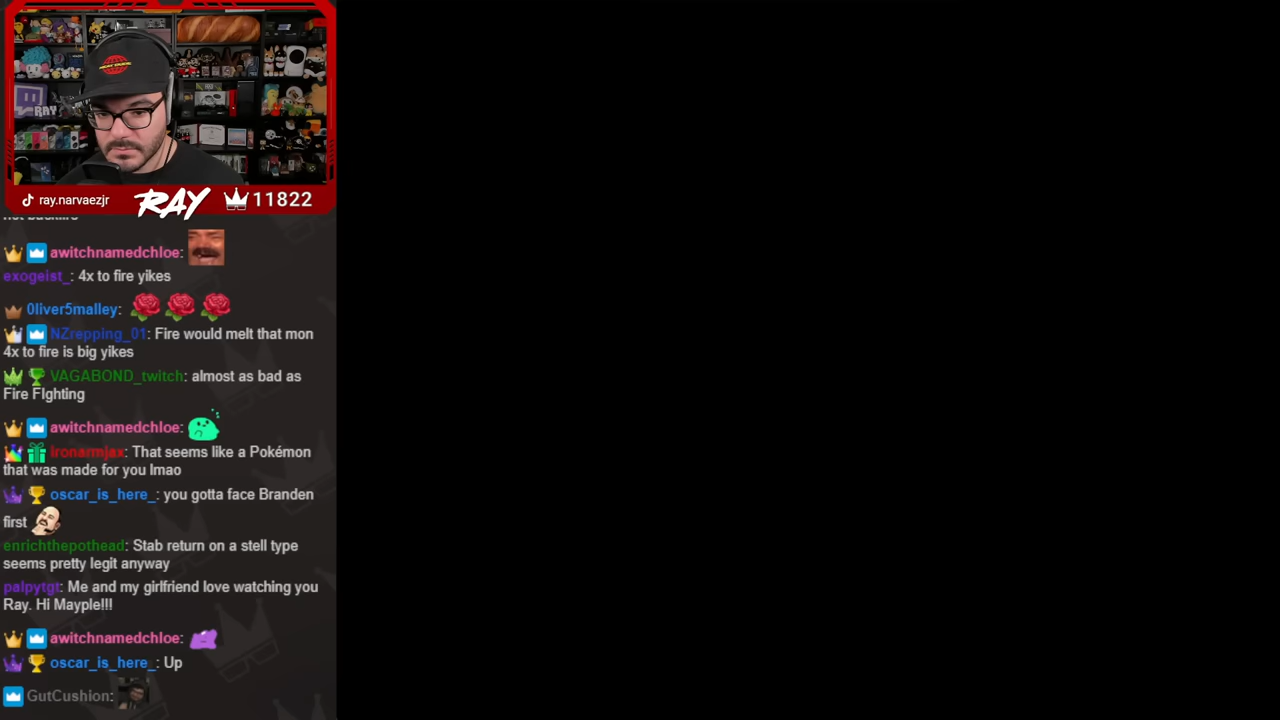 RAY
ray.narvaezjr
RAY
11822
awitchnamedchloe:
exogeist_: 4x to fire yikes
0liver5malley:
NZrepping_01: Fire would melt that mon
4x to fire is big yikes
VAGABOND_twitch: almost as bad as
Fire FIghting
awitchnamedchloe:
ironarmjax: That seems like a Pokémon
that was made for you lmao
oscar_is_here_: you gotta face Branden
first
enrichthepothead: Stab return on a stell type
seems pretty legit anyway
palpytgt: Me and my girlfriend love watching you
Ray. Hi Mayple!!!
awitchnamedchloe:
oscar_is_here_: Up
GutCushion: